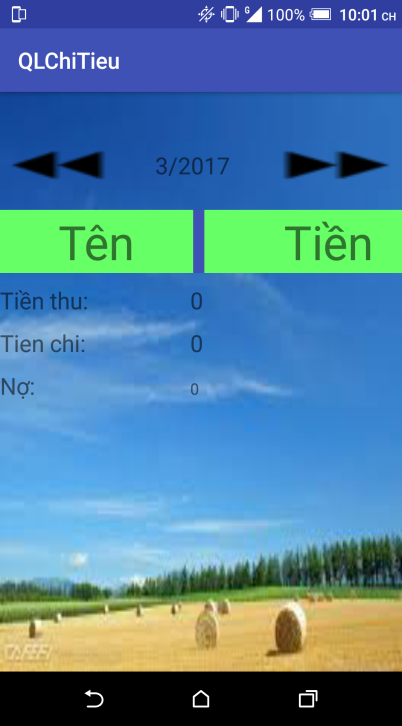 G 100% 10:01 CH
QLChiTieu
3/2017
Tên Tiền
Tiền thu: 0
Tien chi: 0
Nợ: 0